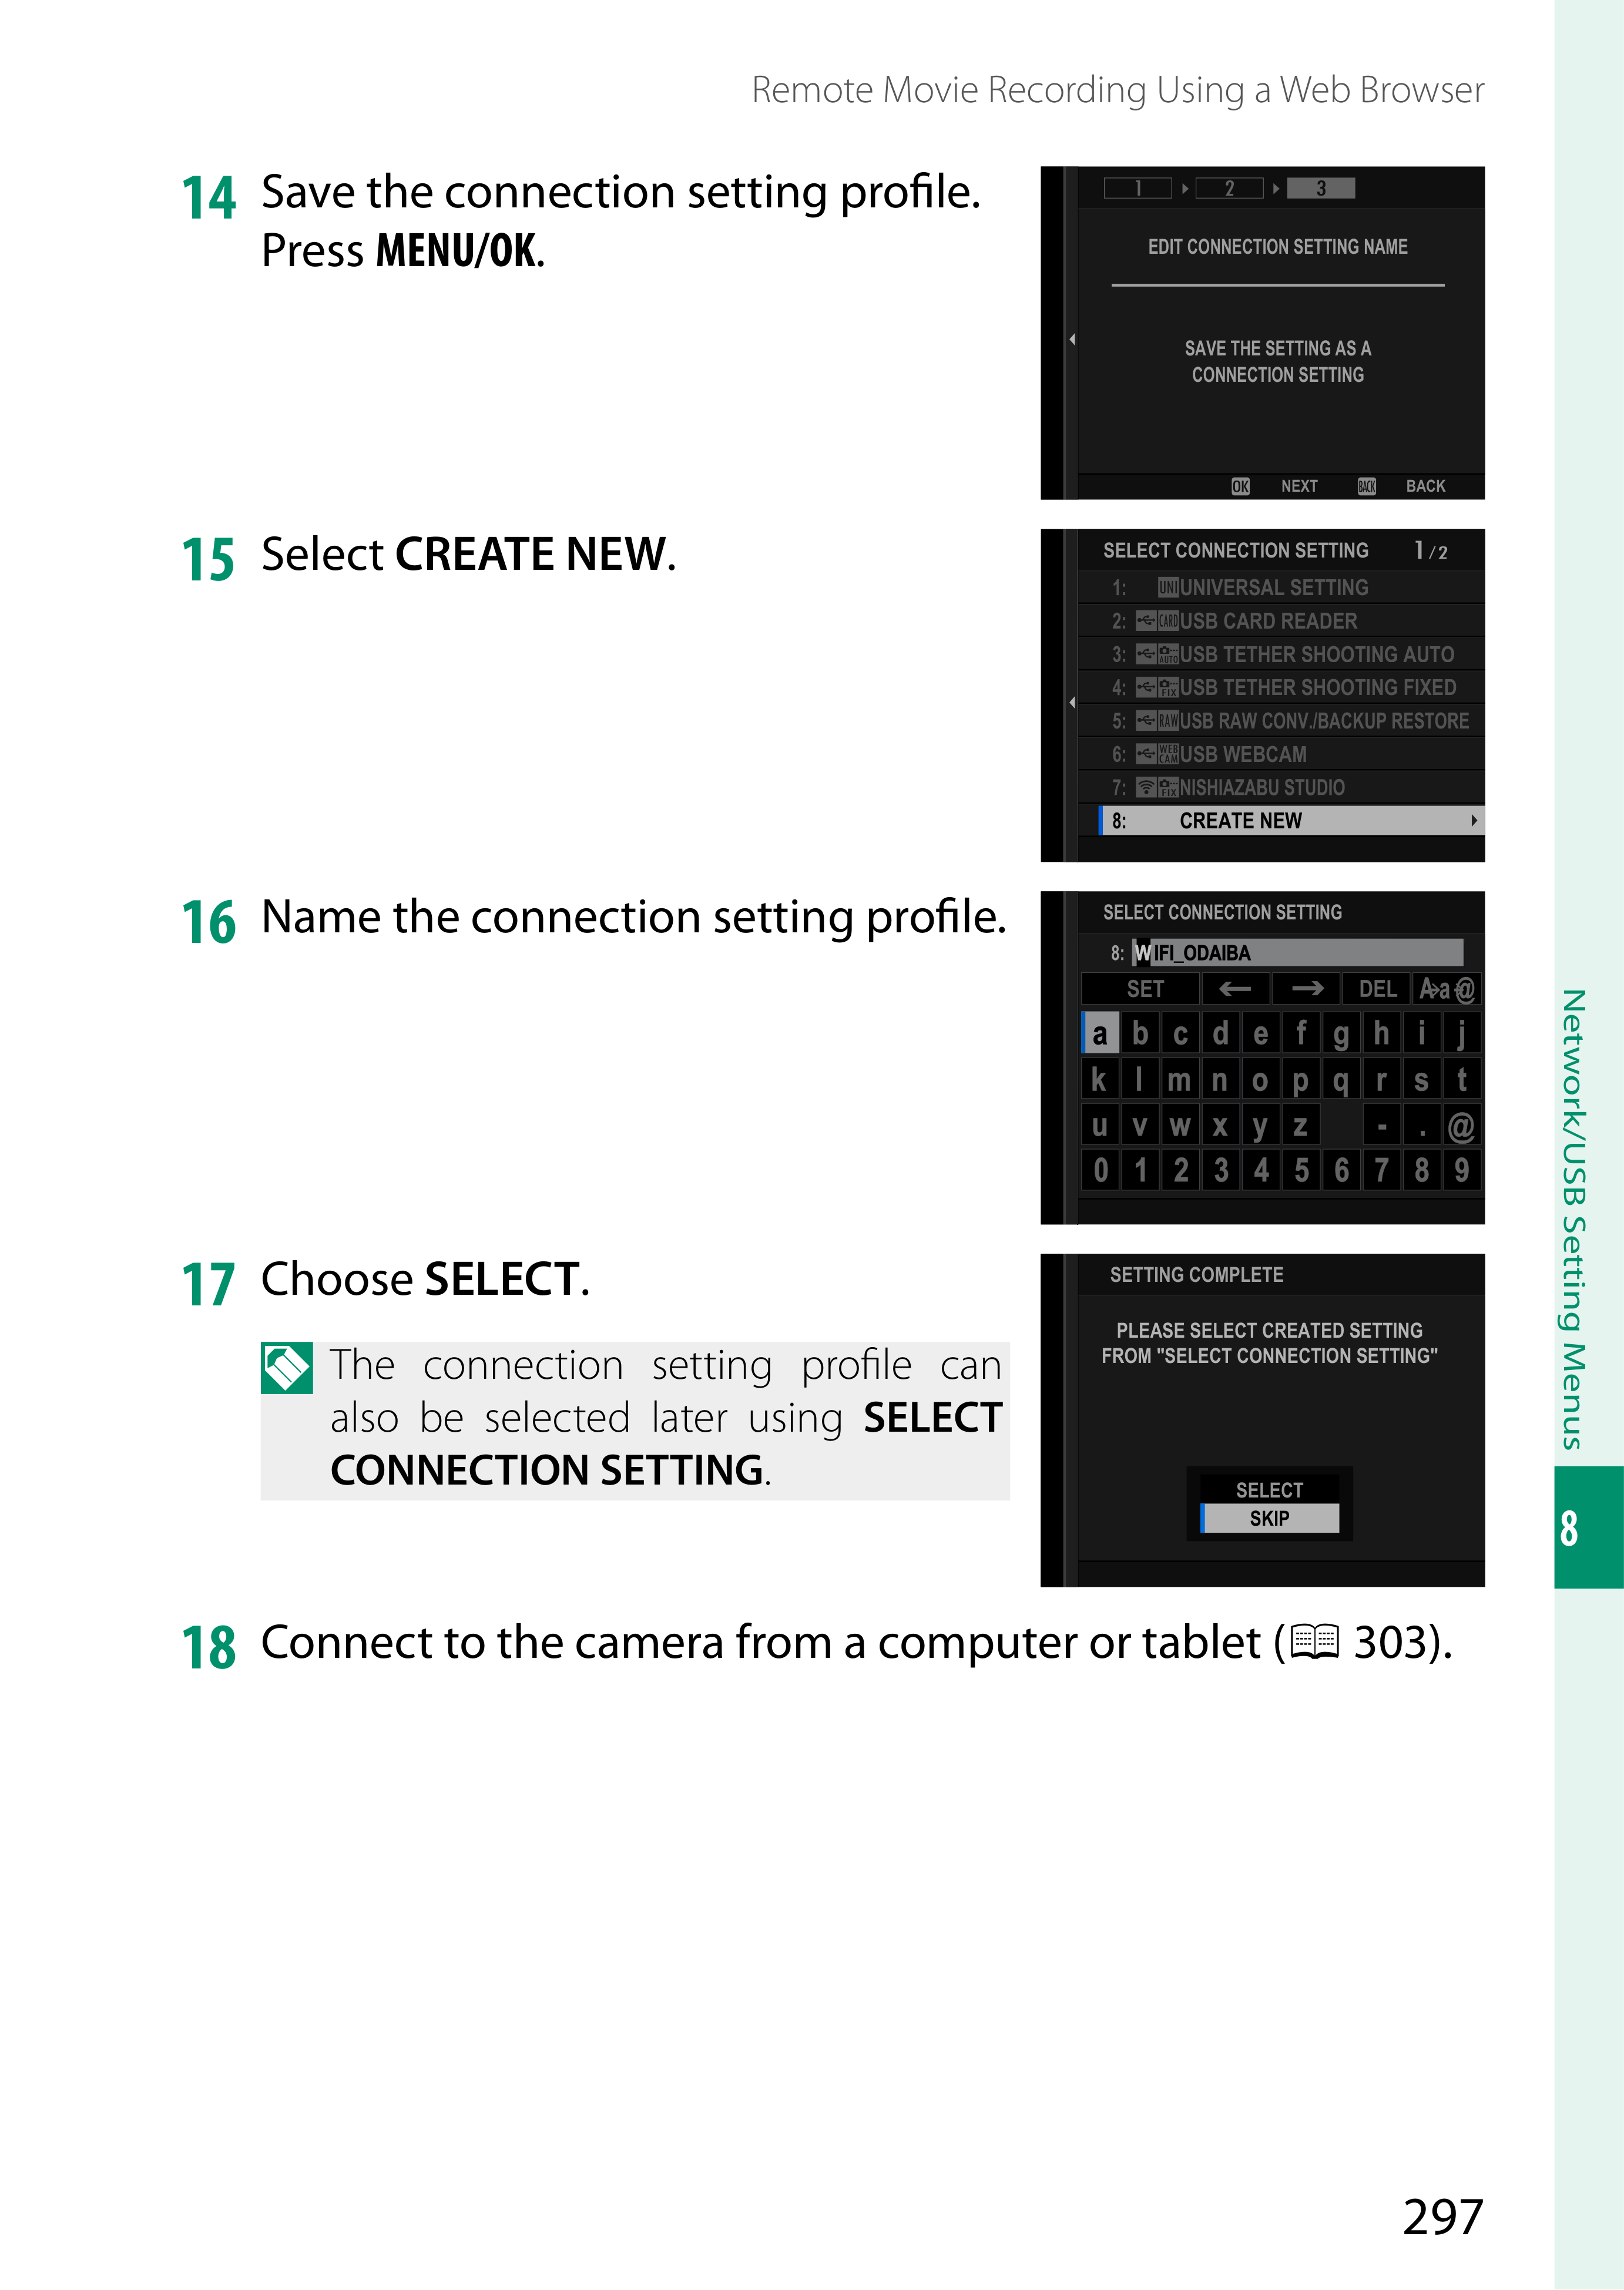 Remote Movie Recording Using a Web Browser
14 Save the connection setting profile.
Press MENU/OK.
1 2 3
EDIT CONNECTION SETTING NAME
SAVE THE SETTING AS A
CONNECTION SETTING
OK NEXT BACK BACK
15 Select CREATE NEW.
SELECT CONNECTION SETTING 1/2
1: UNI UNIVERSAL SETTING
2: CARD USB CARD READER
3: AUTO USB TETHER SHOOTING AUTO
4: FIX USB TETHER SHOOTING FIXED
5: RAW USB RAW CONV./BACKUP RESTORE
6: WEB CAM USB WEBCAM
7: FIX NISHIAZABU STUDIO
8: CREATE NEW
16 Name the connection setting profile.
SELECT CONNECTION SETTING
8: WIFI_ODAIBA
SET ← → DEL A→a→@
a b c d e f g h i j
k l m n o p q r s t
u v w x y z - . @
0 1 2 3 4 5 6 7 8 9
17 Choose SELECT.
The connection setting profile can
also be selected later using SELECT
CONNECTION SETTING.
SETTING COMPLETE
PLEASE SELECT CREATED SETTING
FROM "SELECT CONNECTION SETTING"
SELECT
SKIP
18 Connect to the camera from a computer or tablet (303).
Network/USB Setting Menus
8
297